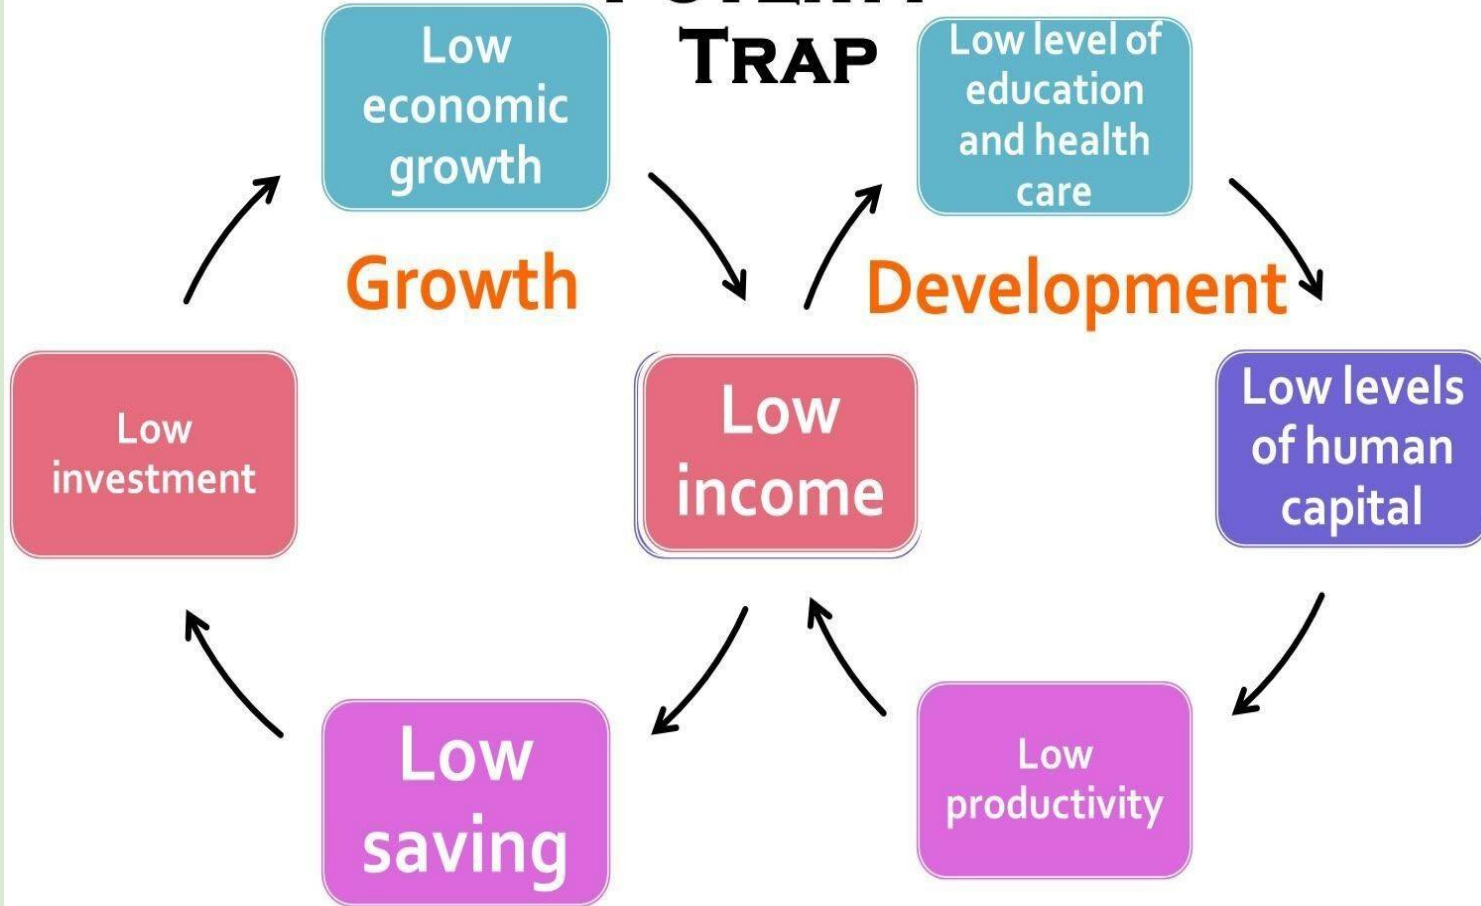 TRAP
Low
economic
growth
Low level of
education
and health
care
Growth
Development
Low
investment
Low
income
Low levels
of human
capital
Low
saving
Low
productivity